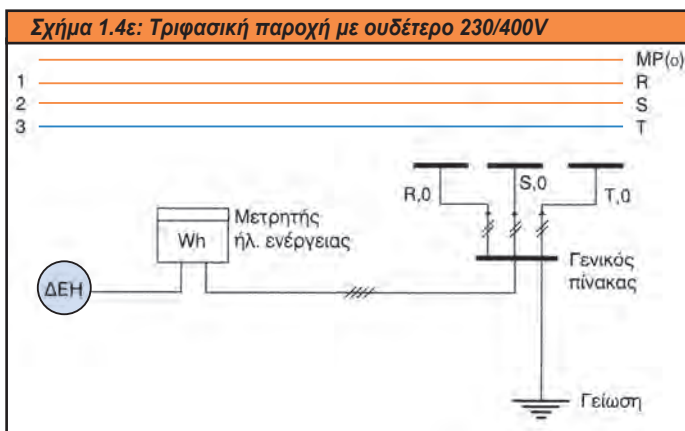 Σχήμα 1.4ε: Τριφασική παροχή με ουδέτερο 230/400V
MP(o)
1 R
2 S
3 T
R,0 S,0 T,0
Μετρητής
ήλ. ενέργειας
Wh
Γενικός
πίνακας
ΔΕΗ
Γείωση